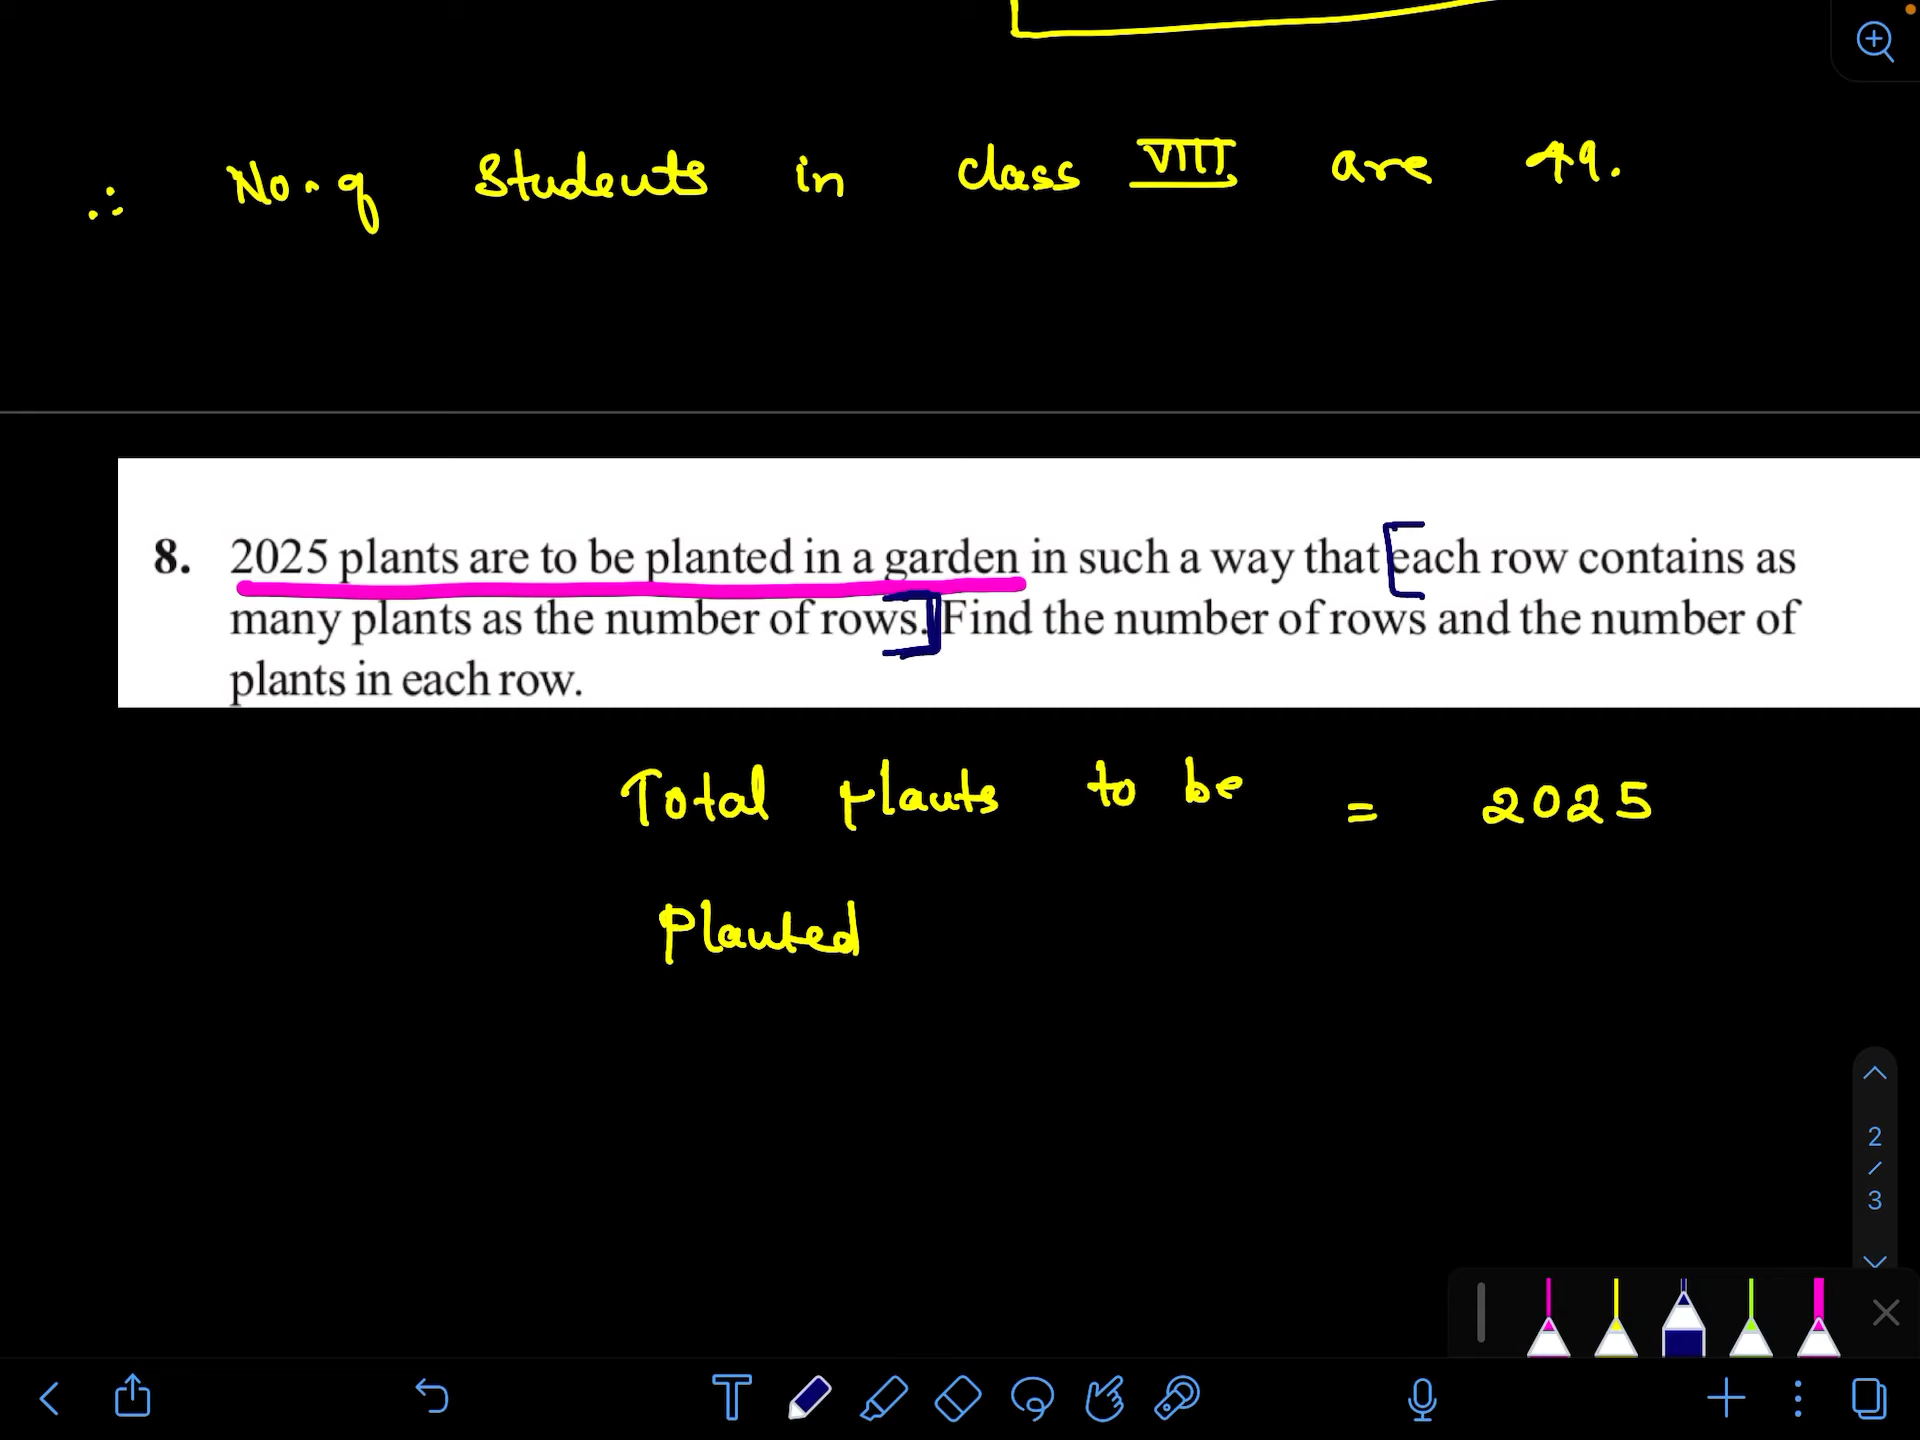 ∴ No. of Students in class VIII are 49.
8. 2025 plants are to be planted in a garden in such a way that each row contains as
many plants as the number of rows. Find the number of rows and the number of
plants in each row.
Total plants to be = 2025
Planted
2
/
3
T